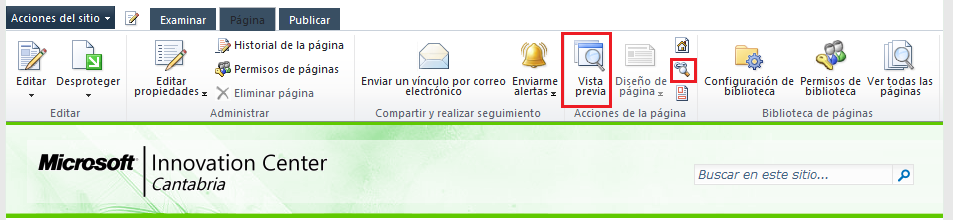 Acciones del sitio
Examinar
Página
Publicar
Editar
Desproteger
Editar
propiedades
Historial de la página
Permisos de páginas
Eliminar página
Enviar un vínculo por correo
electrónico
Enviarme
alertas
Vista
previa
Diseño de
página
Configuración de
biblioteca
Permisos de
biblioteca
Ver todas las
páginas
Editar
Administrar
Compartir y realizar seguimiento
Acciones de la página
Biblioteca de páginas
Microsoft
Innovation Center
Cantabria
Buscar en este sitio...